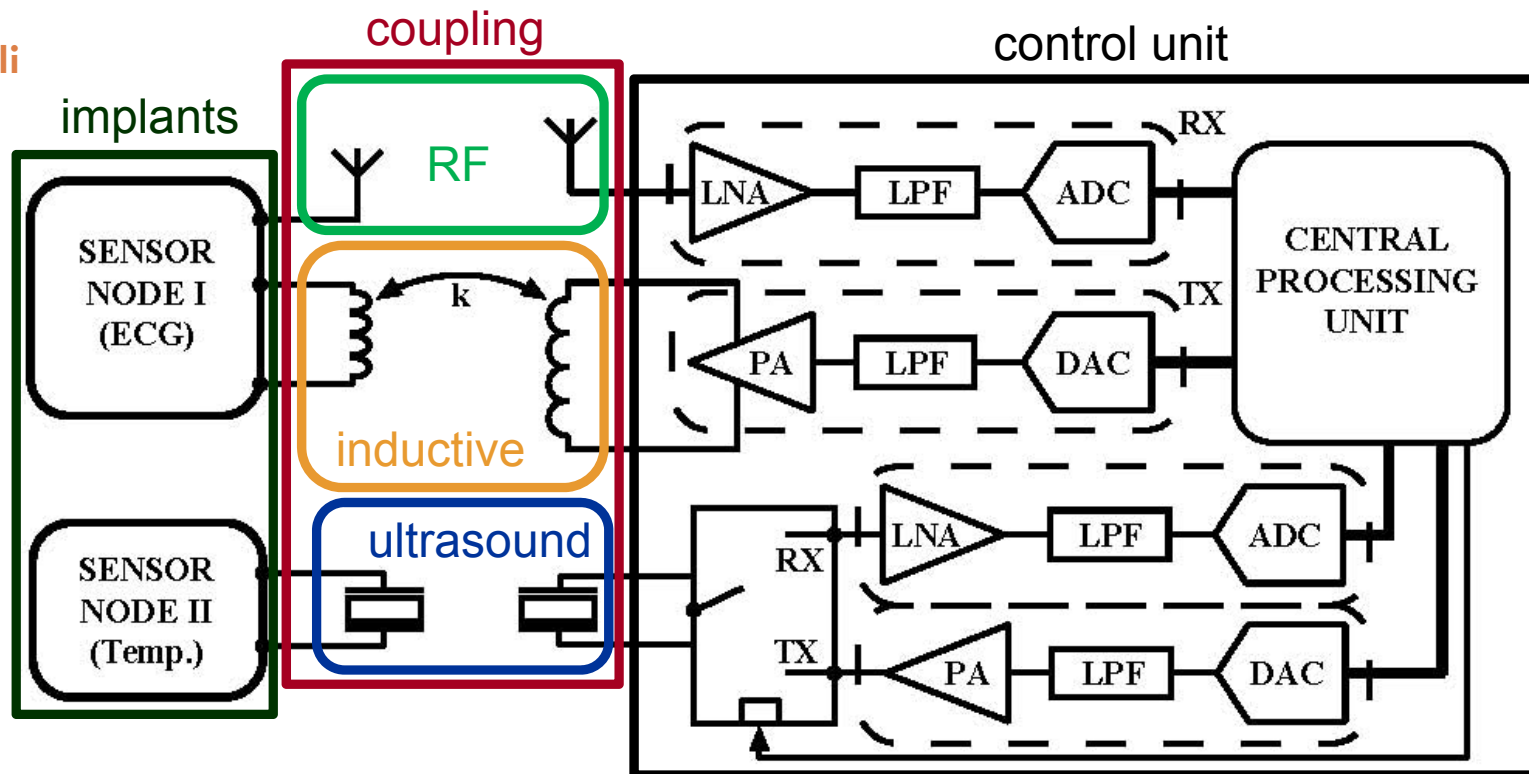 coupling
control unit
li
implants
RF
RX
LNA
LPF
ADC
SENSOR
NODE I
(ECG)
k
CENTRAL
PROCESSING
UNIT
TX
PA
LPF
DAC
inductive
ultrasound
RX
LNA
LPF
ADC
SENSOR
NODE II
(Temp.)
TX
PA
LPF
DAC